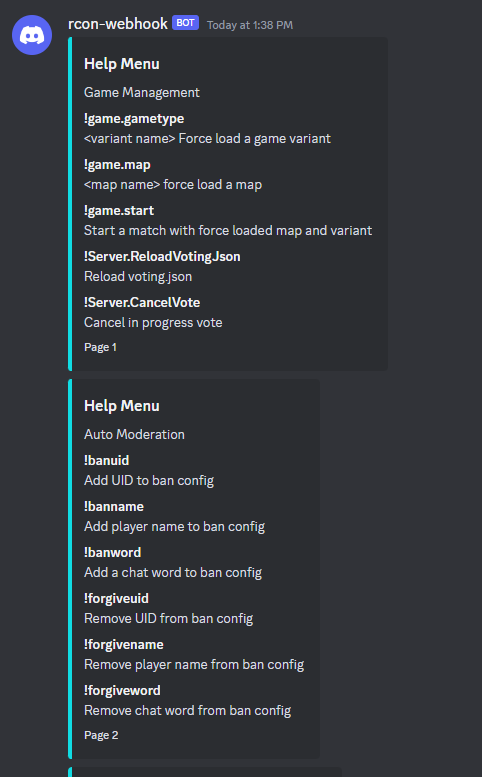 rcon-webhook BOT Today at 1:38 PM
Help Menu
Game Management
!game.gametype
<variant name> Force load a game variant
!game.map
<map name> force load a map
!game.start
Start a match with force loaded map and variant
!Server.ReloadVotingJson
Reload voting.json
!Server.CancelVote
Cancel in progress vote
Page 1
Help Menu
Auto Moderation
!banuid
Add UID to ban config
!banname
Add player name to ban config
!banword
Add a chat word to ban config
!forgiveuid
Remove UID from ban config
!forgivename
Remove player name from ban config
!forgiveword
Remove chat word from ban config
Page 2